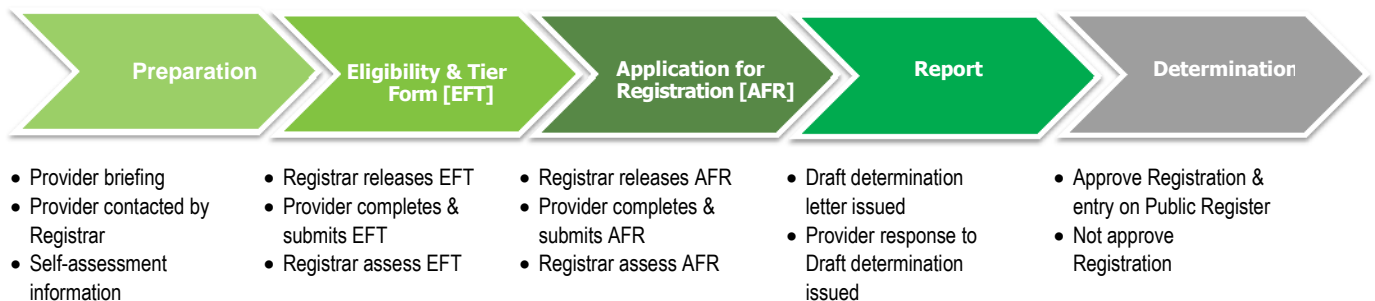 Preparation
Eligibility & Tier
Form [EFT]
Application for
Registration [AFR]
Report
Determination
• Provider briefing
• Provider contacted by
Registrar
• Self-assessment
information
• Registrar releases EFT
• Provider completes &
submits EFT
• Registrar assess EFT
• Registrar releases AFR
• Provider completes &
submits AFR
• Registrar assess AFR
• Draft determination
letter issued
• Provider response to
Draft determination
issued
• Approve Registration &
entry on Public Register
• Not approve
Registration